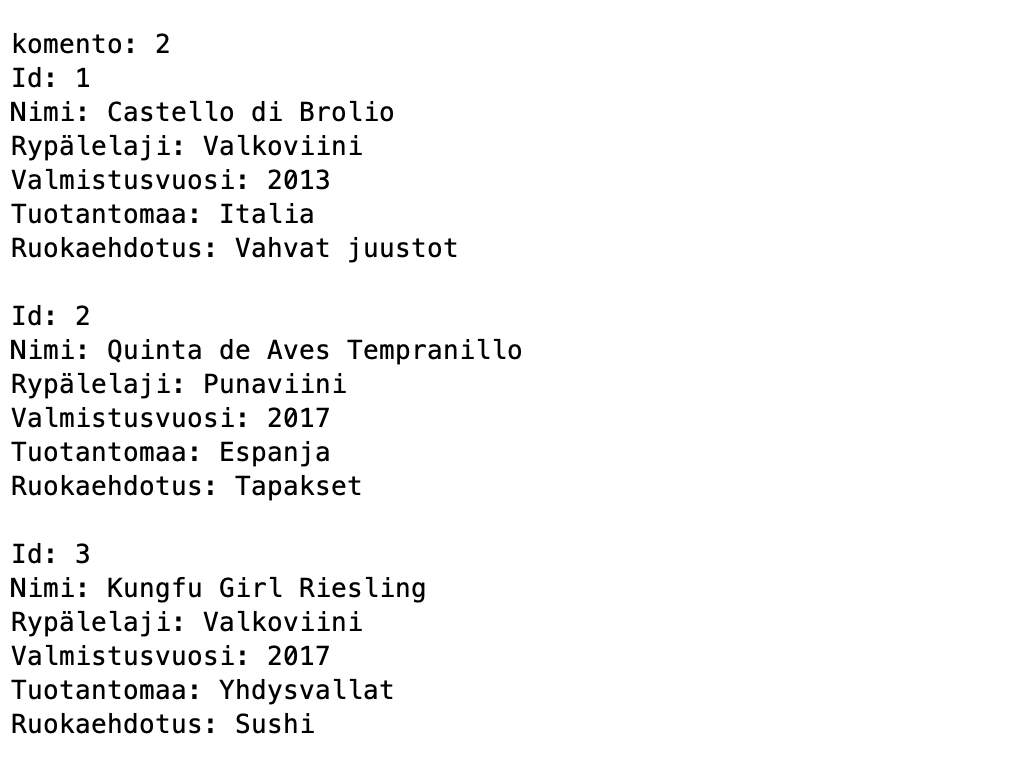 komento: 2
Id: 1
Nimi: Castello di Brolio
Rypälelaji: Valkoviini
Valmistusvuosi: 2013
Tuotantomaa: Italia
Ruokaehdotus: Vahvat juustot

Id: 2
Nimi: Quinta de Aves Tempranillo
Rypälelaji: Punaviini
Valmistusvuosi: 2017
Tuotantomaa: Espanja
Ruokaehdotus: Tapakset

Id: 3
Nimi: Kungfu Girl Riesling
Rypälelaji: Valkoviini
Valmistusvuosi: 2017
Tuotantomaa: Yhdysvallat
Ruokaehdotus: Sushi